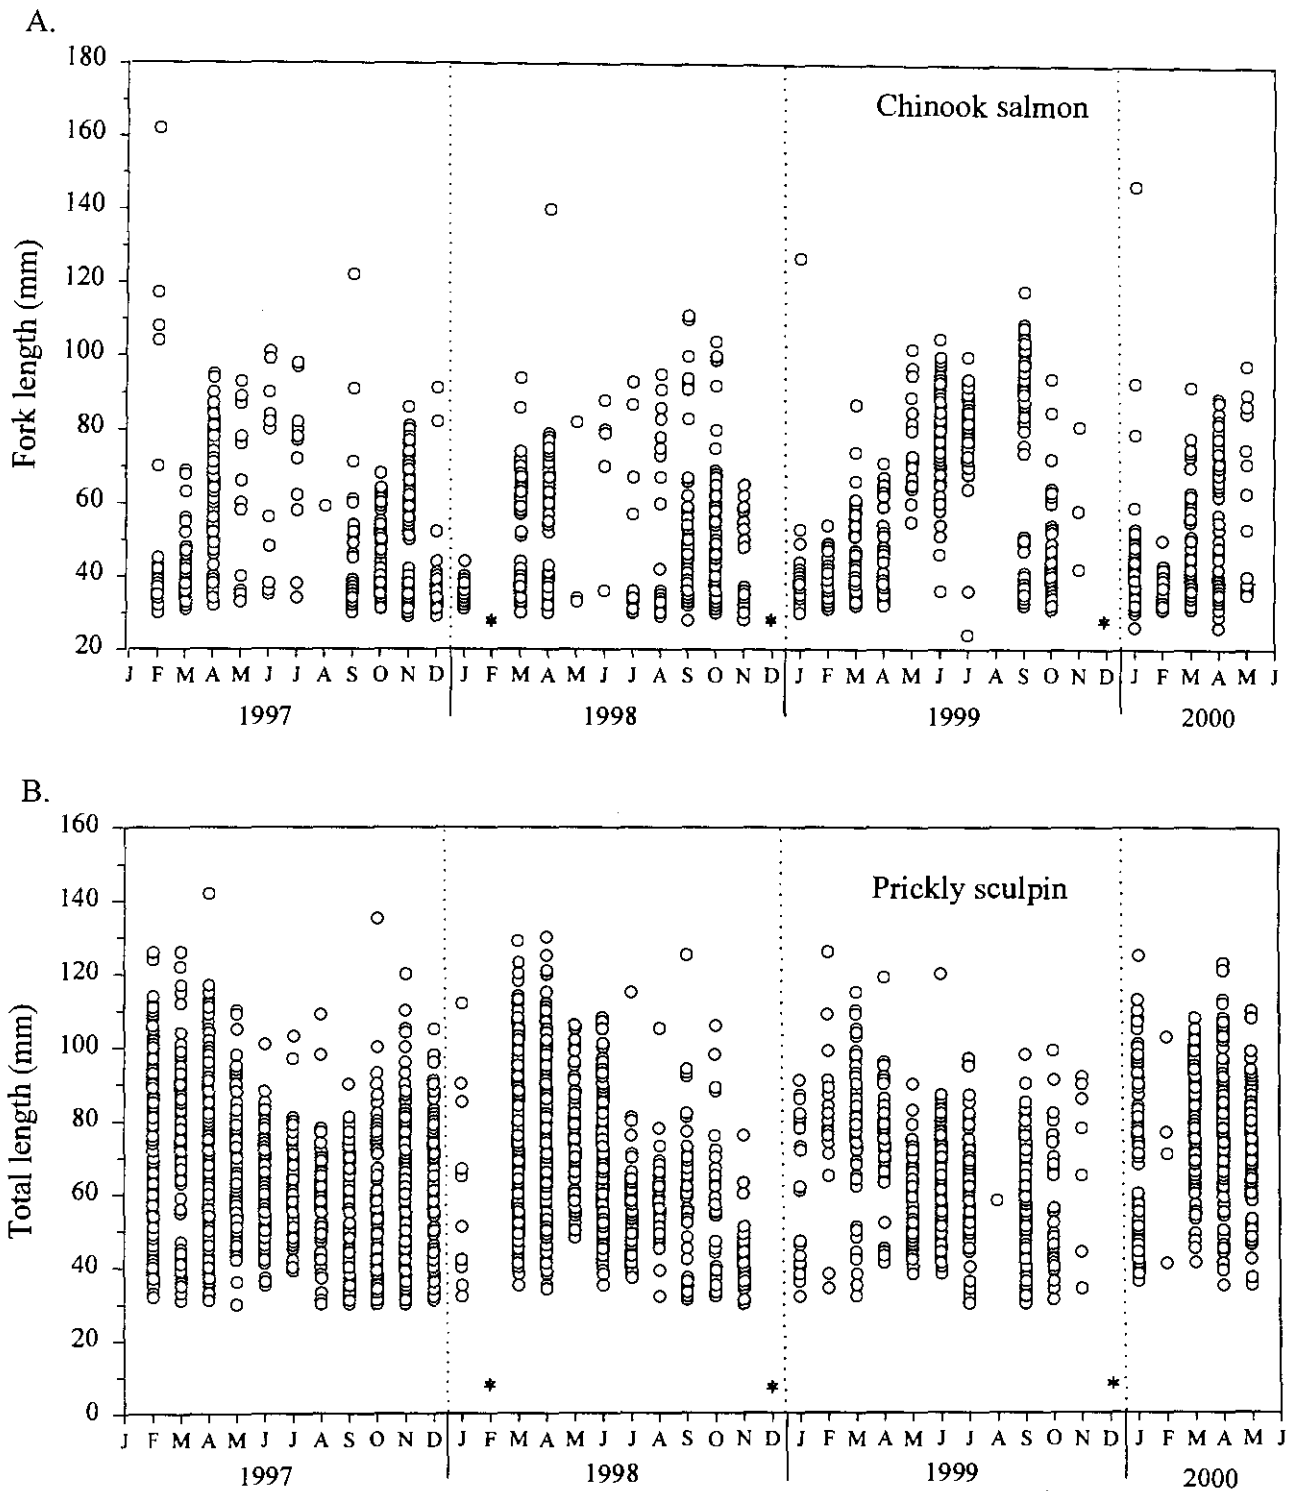 A.
180
160
140
120
100
80
60
40
20
Fork length (mm)
Chinook salmon
* * *
J F M A M J J A S O N D J F M A M J J A S O N D J F M A M J J A S O N D J F M A M J
1997 1998 1999 2000
B.
160
140
120
100
80
60
40
20
0
Total length (mm)
Prickly sculpin
* * *
J F M A M J J A S O N D J F M A M J J A S O N D J F M A M J J A S O N D J F M A M J
1997 1998 1999 2000